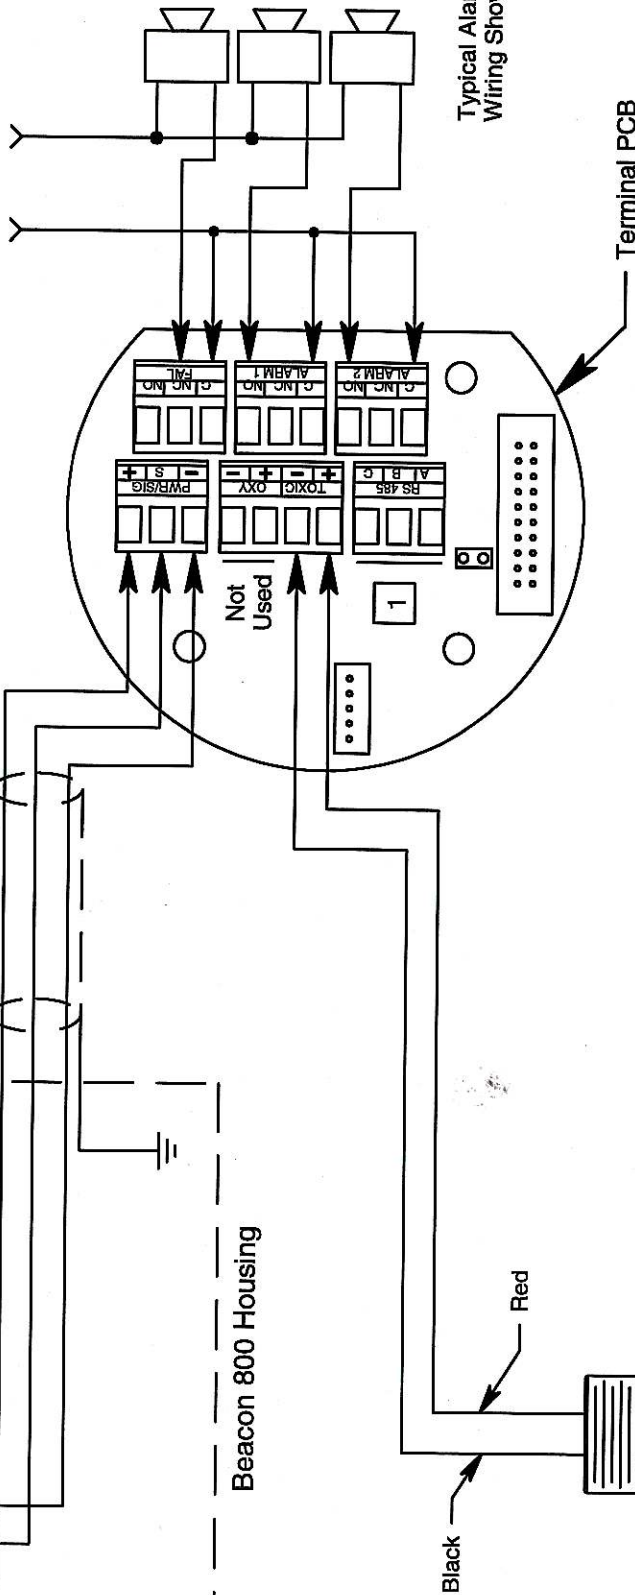 Typical Alar
Wiring Show
Terminal PCB
FAIL
NO NC C
ALARM 1
NO NC C
ALARM 2
NO NC C
PWR/SIG
+ S −
OXY
− +
TOXIC
− +
RS 485
C B A
Not
Used
1
Beacon 800 Housing
Red
Black